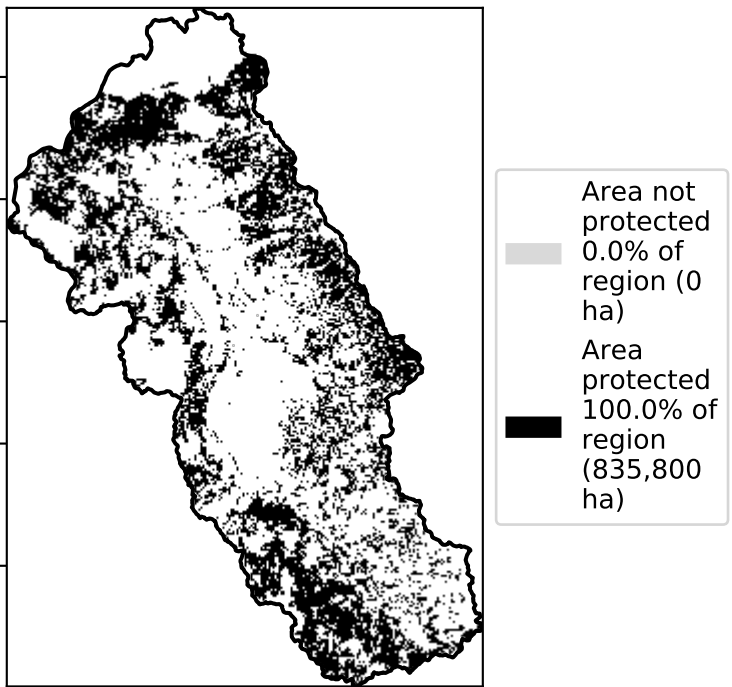 Area not
protected
0.0% of
region (0
ha)
Area
protected
100.0% of
region
(835,800
ha)